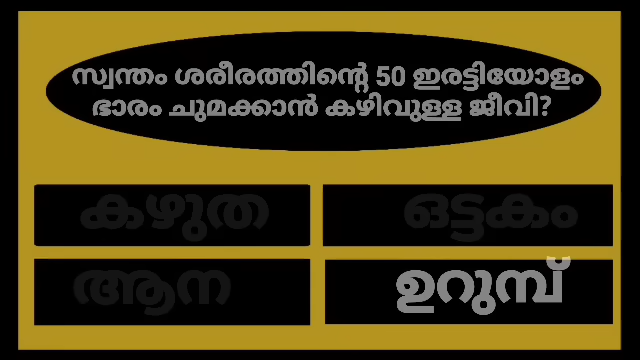 സ്വന്തം ശരീരത്തിന്റെ 50 ഇരട്ടിയോളം
ഭാരം ചുമക്കാൻ കഴിവുള്ള ജീവി?
കഴുത
ഒട്ടകം
ആന
ഉറുമ്പ്